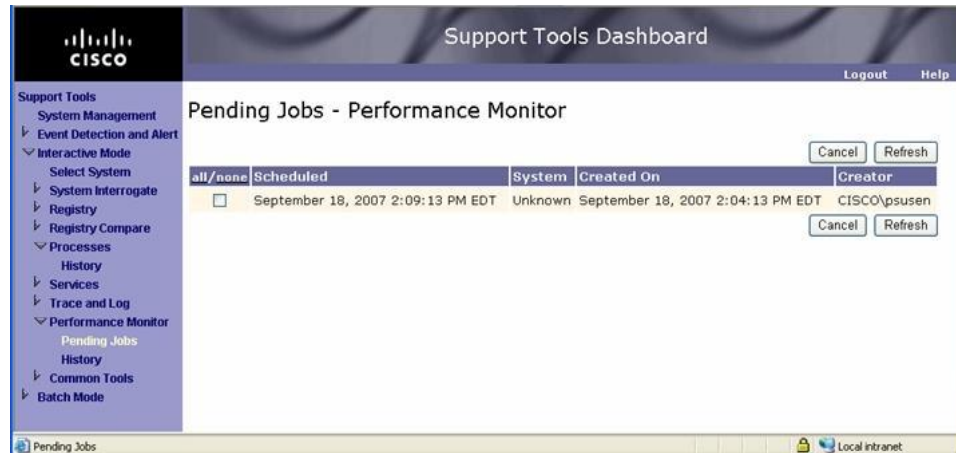 CISCO
Support Tools Dashboard
Logout Help
Support Tools
System Management
Event Detection and Alert
Interactive Mode
Select System
System Interrogate
Registry
Registry Compare
Processes
History
Services
Trace and Log
Performance Monitor
Pending Jobs
History
Common Tools
Batch Mode
Pending Jobs - Performance Monitor
Cancel Refresh
all/none Scheduled System Created On Creator
September 18, 2007 2:09:13 PM EDT Unknown September 18, 2007 2:04:13 PM EDT CISCO\psusen
Cancel Refresh
Pending Jobs Local intranet